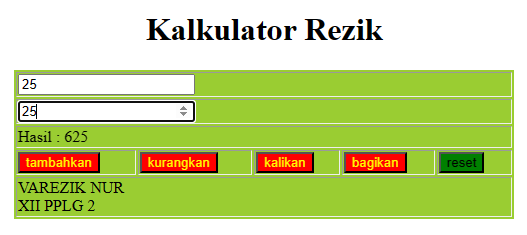 Kalkulator Rezik
25
25
Hasil : 625
tambahkan kurangkan kalikan bagikan reset
VAREZIK NUR
XII PPLG 2